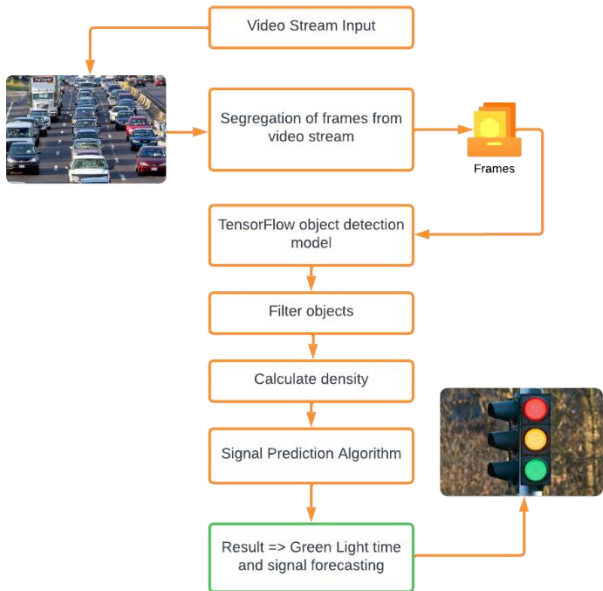 Video Stream Input
Segregation of frames from
video stream
Frames
TensorFlow object detection
model
Filter objects
Calculate density
Signal Prediction Algorithm
Result => Green Light time
and signal forecasting